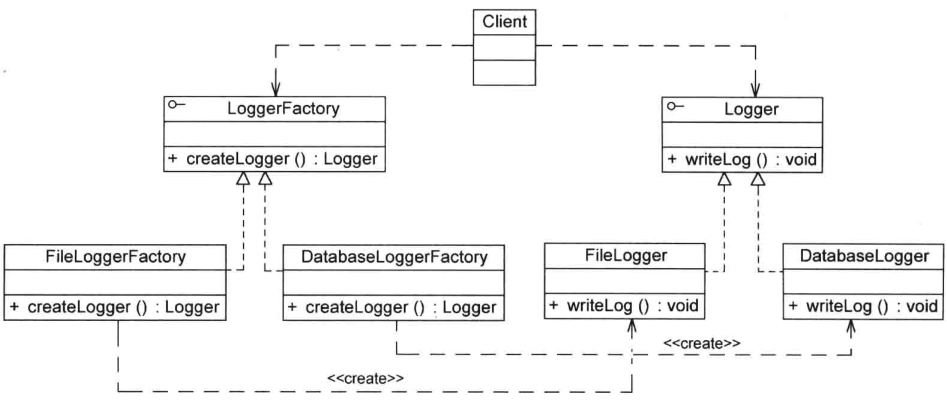 Client
LoggerFactory
+ createLogger () : Logger
Logger
+ writeLog () : void
FileLoggerFactory
+ createLogger () : Logger
DatabaseLoggerFactory
+ createLogger () : Logger
FileLogger
+ writeLog () : void
DatabaseLogger
+ writeLog () : void
<<create>>
<<create>>